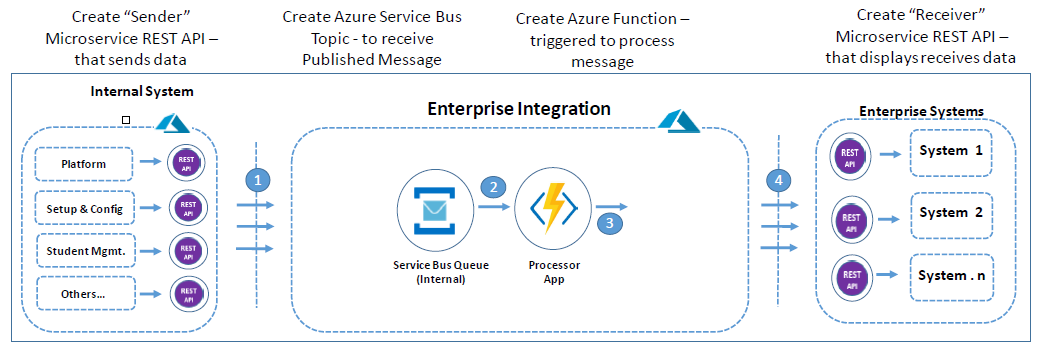 Create “Sender”
Microservice REST API –
that sends data
Create Azure Service Bus
Topic - to receive
Published Message
Create Azure Function –
triggered to process
message
Create “Receiver”
Microservice REST API –
that displays receives data
Internal System
Platform
REST
API
Setup & Config
REST
API
Student Mgmt.
REST
API
Others...
REST
API
1
Enterprise Integration
2
3
Service Bus Queue
(Internal)
Processor
App
4
Enterprise Systems
REST
API
System 1
REST
API
System 2
REST
API
System . n